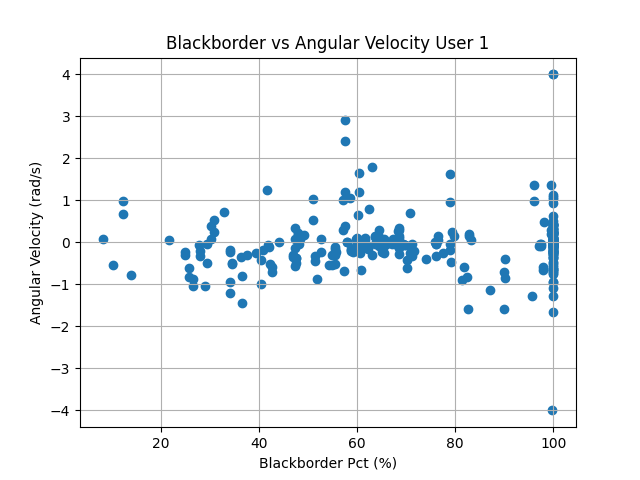 Blackborder vs Angular Velocity User 1
Angular Velocity (rad/s)
4
3
2
1
0
−1
−2
−3
−4
20 40 60 80 100
Blackborder Pct (%)